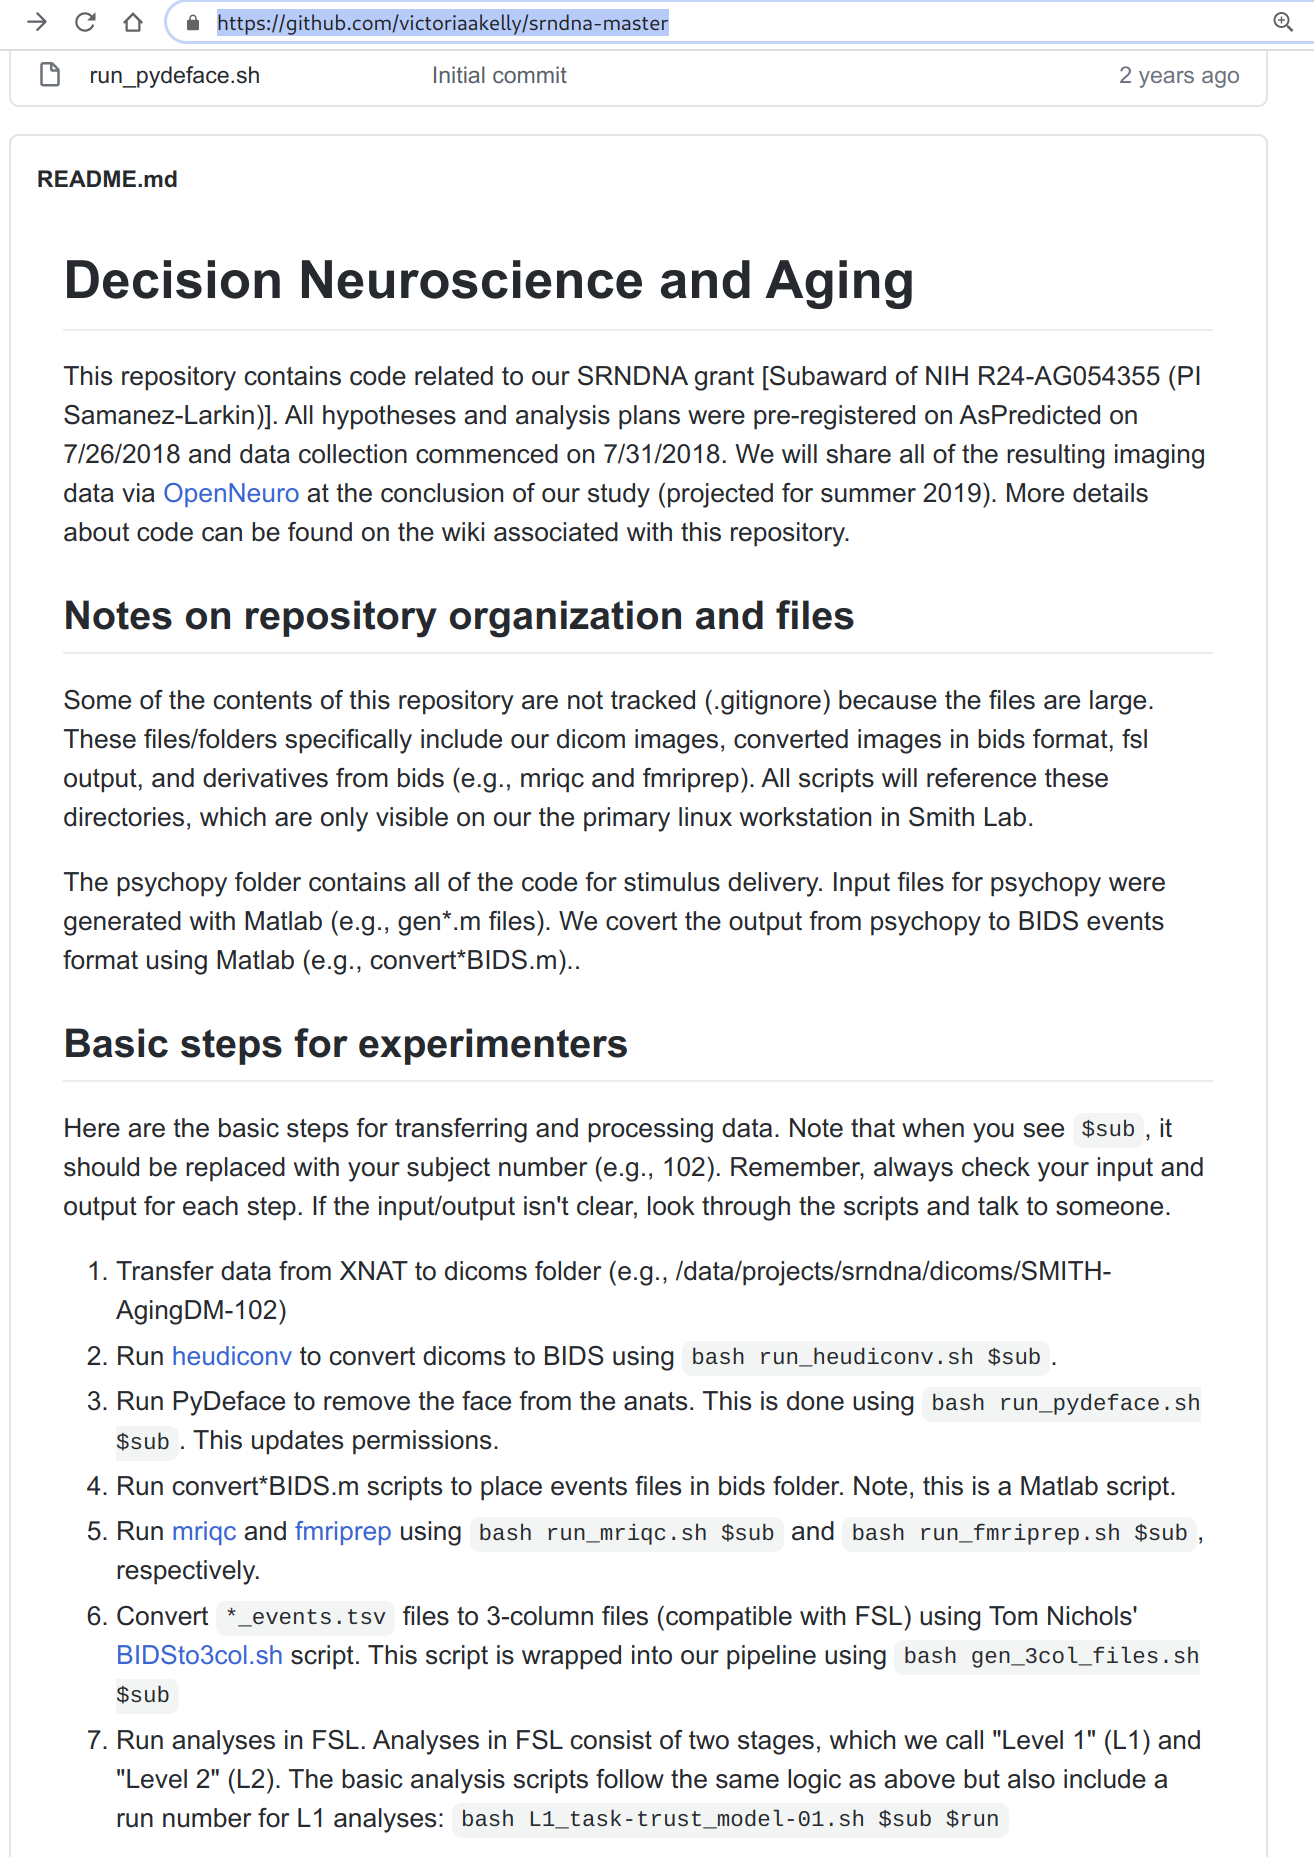 https://github.com/victoriaakelly/srndna-master
run_pydeface.sh Initial commit 2 years ago
README.md
Decision Neuroscience and Aging
This repository contains code related to our SRNDNA grant [Subaward of NIH R24-AG054355 (PI
Samanez-Larkin)]. All hypotheses and analysis plans were pre-registered on AsPredicted on
7/26/2018 and data collection commenced on 7/31/2018. We will share all of the resulting imaging
data via OpenNeuro at the conclusion of our study (projected for summer 2019). More details
about code can be found on the wiki associated with this repository.
Notes on repository organization and files
Some of the contents of this repository are not tracked (.gitignore) because the files are large.
These files/folders specifically include our dicom images, converted images in bids format, fsl
output, and derivatives from bids (e.g., mriqc and fmriprep). All scripts will reference these
directories, which are only visible on our the primary linux workstation in Smith Lab.
The psychopy folder contains all of the code for stimulus delivery. Input files for psychopy were
generated with Matlab (e.g., gen*.m files). We covert the output from psychopy to BIDS events
format using Matlab (e.g., convert*BIDS.m)..
Basic steps for experimenters
Here are the basic steps for transferring and processing data. Note that when you see $sub , it
should be replaced with your subject number (e.g., 102). Remember, always check your input and
output for each step. If the input/output isn't clear, look through the scripts and talk to someone.
1. Transfer data from XNAT to dicoms folder (e.g., /data/projects/srndna/dicoms/SMITH-
AgingDM-102)
2. Run heudiconv to convert dicoms to BIDS using bash run_heudiconv.sh $sub .
3. Run PyDeface to remove the face from the anats. This is done using bash run_pydeface.sh
$sub . This updates permissions.
4. Run convert*BIDS.m scripts to place events files in bids folder. Note, this is a Matlab script.
5. Run mriqc and fmriprep using bash run_mriqc.sh $sub and bash run_fmriprep.sh $sub ,
respectively.
6. Convert *_events.tsv files to 3-column files (compatible with FSL) using Tom Nichols'
BIDSto3col.sh script. This script is wrapped into our pipeline using bash gen_3col_files.sh
$sub
7. Run analyses in FSL. Analyses in FSL consist of two stages, which we call "Level 1" (L1) and
"Level 2" (L2). The basic analysis scripts follow the same logic as above but also include a
run number for L1 analyses: bash L1_task-trust_model-01.sh $sub $run